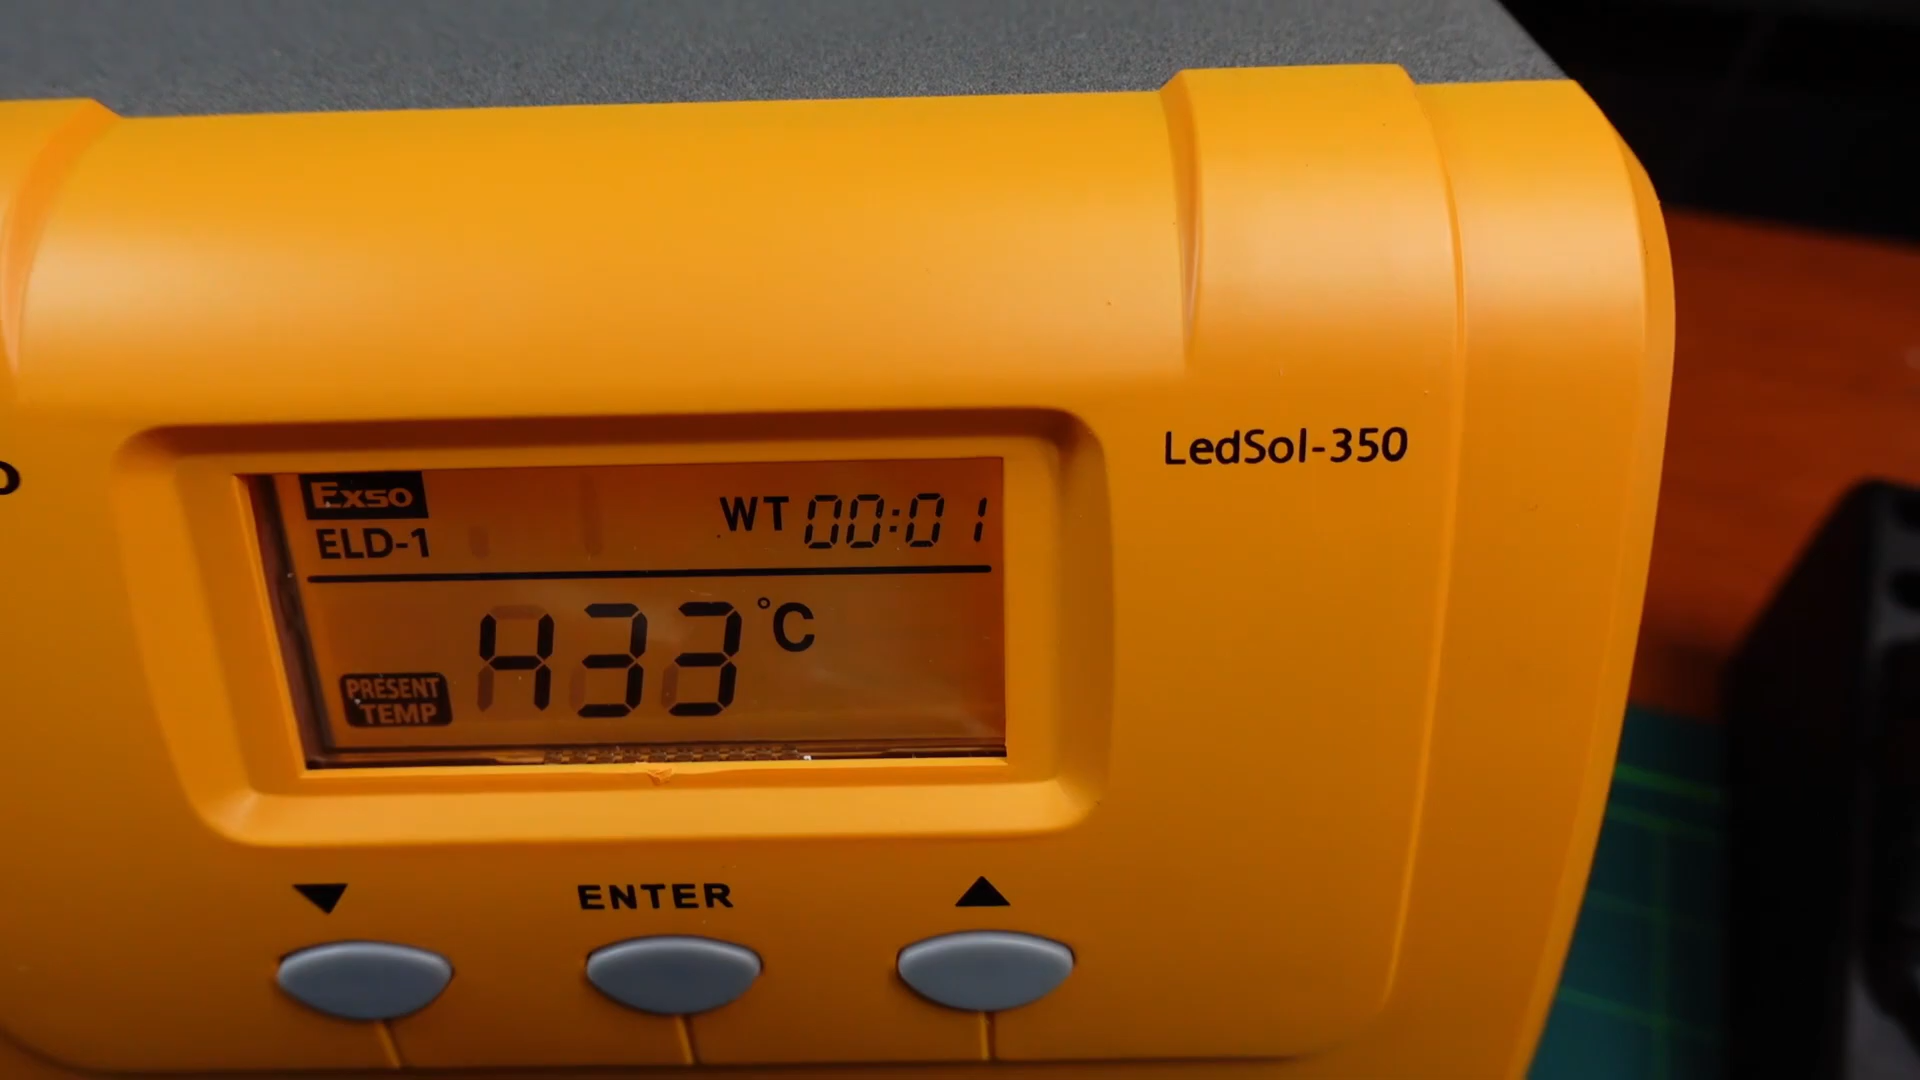 LedSol-350
Exso
ELD-1
WT 00:01
433 °C
PRESENT
TEMP
▼ ENTER ▲